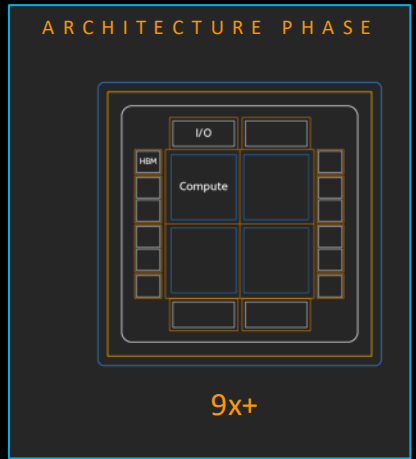 ARCHITECTURE PHASE
I/O
HBM
Compute
9x+